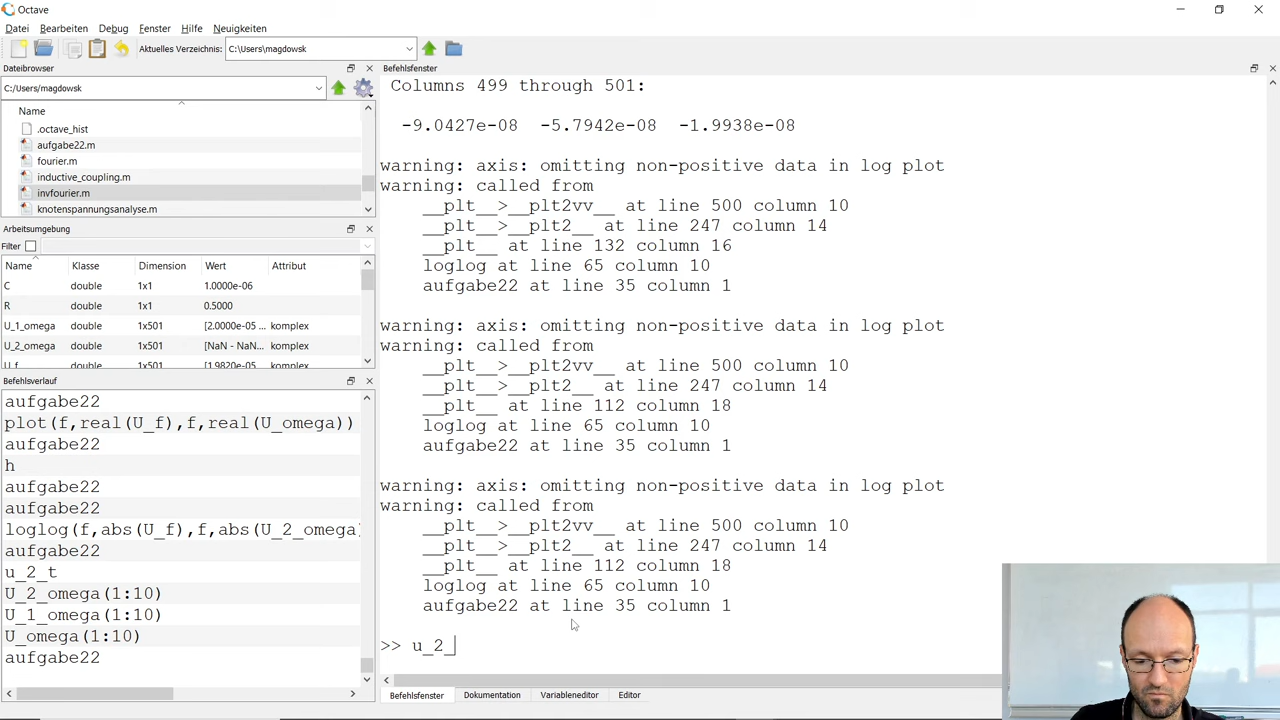 Octave
Datei Bearbeiten Debug Fenster Hilfe Neuigkeiten
Aktuelles Verzeichnis: C:\Users\magdowsk
Dateibrowser
C:/Users/magdowsk
Name
.octave_hist
aufgabe22.m
fourier.m
inductive_coupling.m
invfourier.m
knotenspannungsanalyse.m
Arbeitsumgebung
Filter
Name Klasse Dimension Wert Attribut
C double 1x1 1.0000e-06
R double 1x1 0.5000
U_1_omega double 1x501 [2.0000e-05 ... komplex
U_2_omega double 1x501 [NaN - NaN... komplex
U_f double 1x501 [1.9820e-05 ... komplex
Befehlsverlauf
aufgabe22
plot(f,real(U_f),f,real(U_omega))
aufgabe22
h
aufgabe22
aufgabe22
loglog(f,abs(U_f),f,abs(U_2_omega)
aufgabe22
u_2_t
U_2_omega(1:10)
U_1_omega(1:10)
U_omega(1:10)
aufgabe22
Befehlsfenster
Columns 499 through 501:
-9.0427e-08 -5.7942e-08 -1.9938e-08
warning: axis: omitting non-positive data in log plot
warning: called from
__plt__>__plt2vv__ at line 500 column 10
__plt__>__plt2__ at line 247 column 14
__plt__ at line 132 column 16
loglog at line 65 column 10
aufgabe22 at line 35 column 1
warning: axis: omitting non-positive data in log plot
warning: called from
__plt__>__plt2vv__ at line 500 column 10
__plt__>__plt2__ at line 247 column 14
__plt__ at line 112 column 18
loglog at line 65 column 10
aufgabe22 at line 35 column 1
warning: axis: omitting non-positive data in log plot
warning: called from
__plt__>__plt2vv__ at line 500 column 10
__plt__>__plt2__ at line 247 column 14
__plt__ at line 112 column 18
loglog at line 65 column 10
aufgabe22 at line 35 column 1
>> u_2_
Befehlsfenster Dokumentation Variableneditor Editor